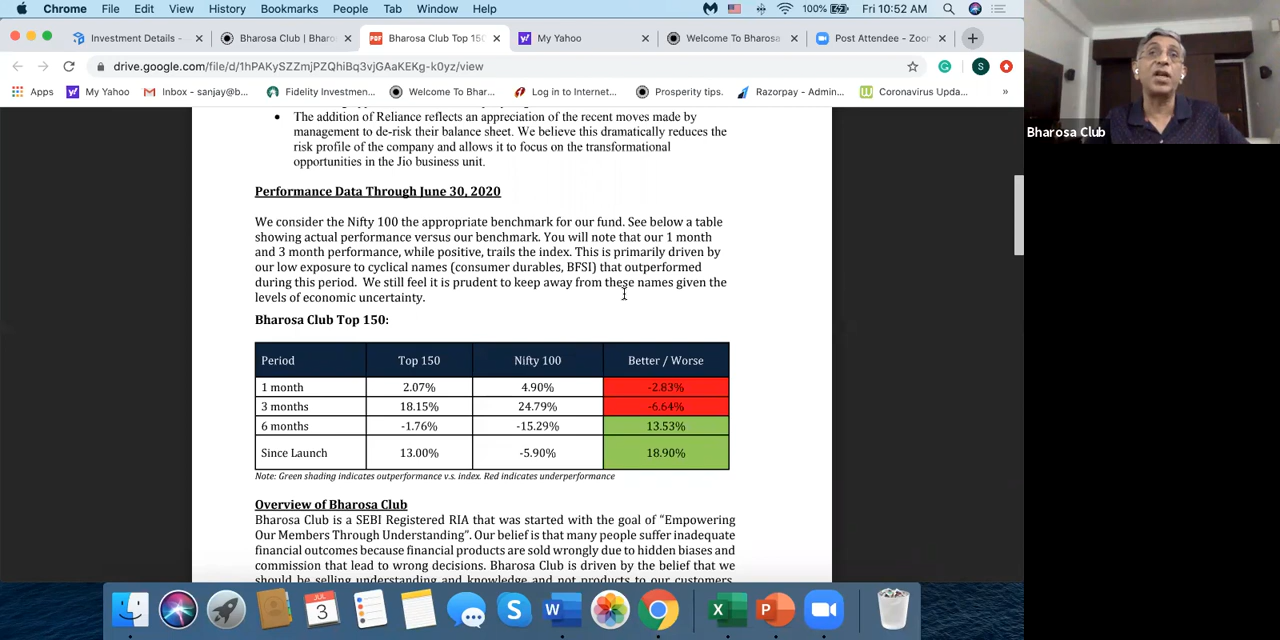 Chrome File Edit View History Bookmarks People Tab Window Help 100% Fri 10:52 AM
Investment Details - × Bharosa Club | Bharos × Bharosa Club Top 150 × My Yahoo × Welcome To Bharosa × Post Attendee - Zoom × +
drive.google.com/file/d/1hPAKySZZmjPZQhiBq3vjGAaKEKg-k0yz/view S
Apps My Yahoo Inbox - sanjay@b... Fidelity Investmen... Welcome To Bhar... Log in to Internet... Prosperity tips. Razorpay - Admin... Coronavirus Upda... »
• The addition of Reliance reflects an appreciation of the recent moves made by
management to de-risk their balance sheet. We believe this dramatically reduces the
risk profile of the company and allows it to focus on the transformational
opportunities in the Jio business unit.
Performance Data Through June 30, 2020
We consider the Nifty 100 the appropriate benchmark for our fund. See below a table
showing actual performance versus our benchmark. You will note that our 1 month
and 3 month performance, while positive, trails the index. This is primarily driven by
our low exposure to cyclical names (consumer durables, BFSI) that outperformed
during this period. We still feel it is prudent to keep away from these names given the
levels of economic uncertainty.
Bharosa Club Top 150:
Period Top 150 Nifty 100 Better / Worse
1 month 2.07% 4.90% -2.83%
3 months 18.15% 24.79% -6.64%
6 months -1.76% -15.29% 13.53%
Since Launch 13.00% -5.90% 18.90%
Note: Green shading indicates outperformance v.s. index. Red indicates underperformance
Overview of Bharosa Club
Bharosa Club is a SEBI Registered RIA that was started with the goal of “Empowering
Our Members Through Understanding”. Our belief is that many people suffer inadequate
financial outcomes because financial products are sold wrongly due to hidden biases and
commission that lead to wrong decisions. Bharosa Club is driven by the belief that we
should be selling understanding and knowledge and not products to our customers.
JUL
3
Bharosa Club